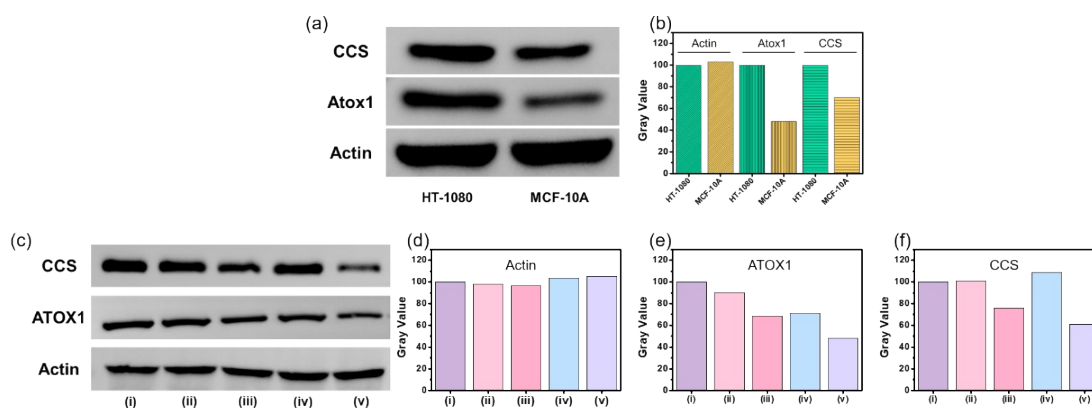 (a)
CCS
Atox1
Actin
HT-1080 MCF-10A
(b)
120
100
80
60
40
20
0
Gray Value
Actin Atox1 CCS
HT-1080 MCF-10A HT-1080 MCF-10A HT-1080 MCF-10A
(c)
CCS
ATOX1
Actin
(i) (ii) (iii) (iv) (v)
(d)
Actin
120
100
80
60
40
20
0
Gray Value
(i) (ii) (iii) (iv) (v)
(e)
ATOX1
120
100
80
60
40
20
0
Gray Value
(i) (ii) (iii) (iv) (v)
(f)
CCS
120
100
80
60
40
20
0
Gray Value
(i) (ii) (iii) (iv) (v)